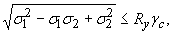 √(σ₁² − σ₁σ₂ + σ₂²) ≤ R_y γ_c,